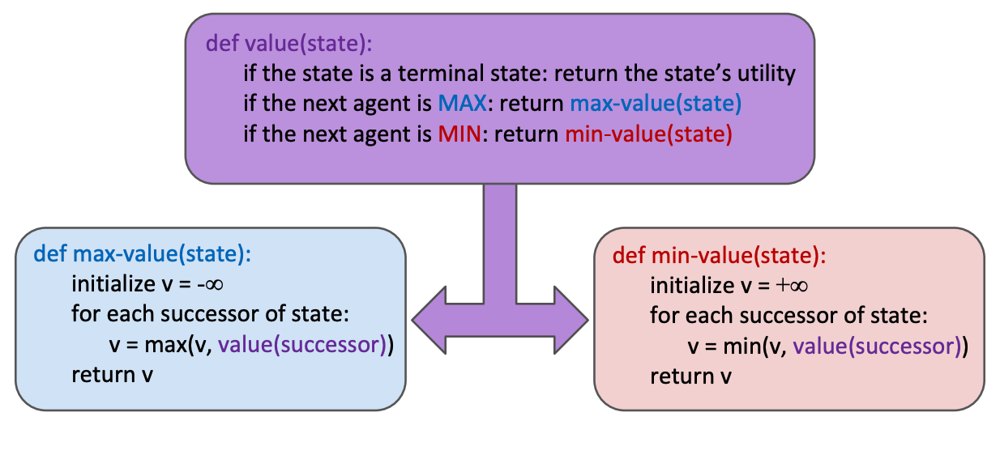 def value(state):
if the state is a terminal state: return the state’s utility
if the next agent is MAX: return max-value(state)
if the next agent is MIN: return min-value(state)
def max-value(state):
initialize v = -∞
for each successor of state:
v = max(v, value(successor))
return v
def min-value(state):
initialize v = +∞
for each successor of state:
v = min(v, value(successor))
return v